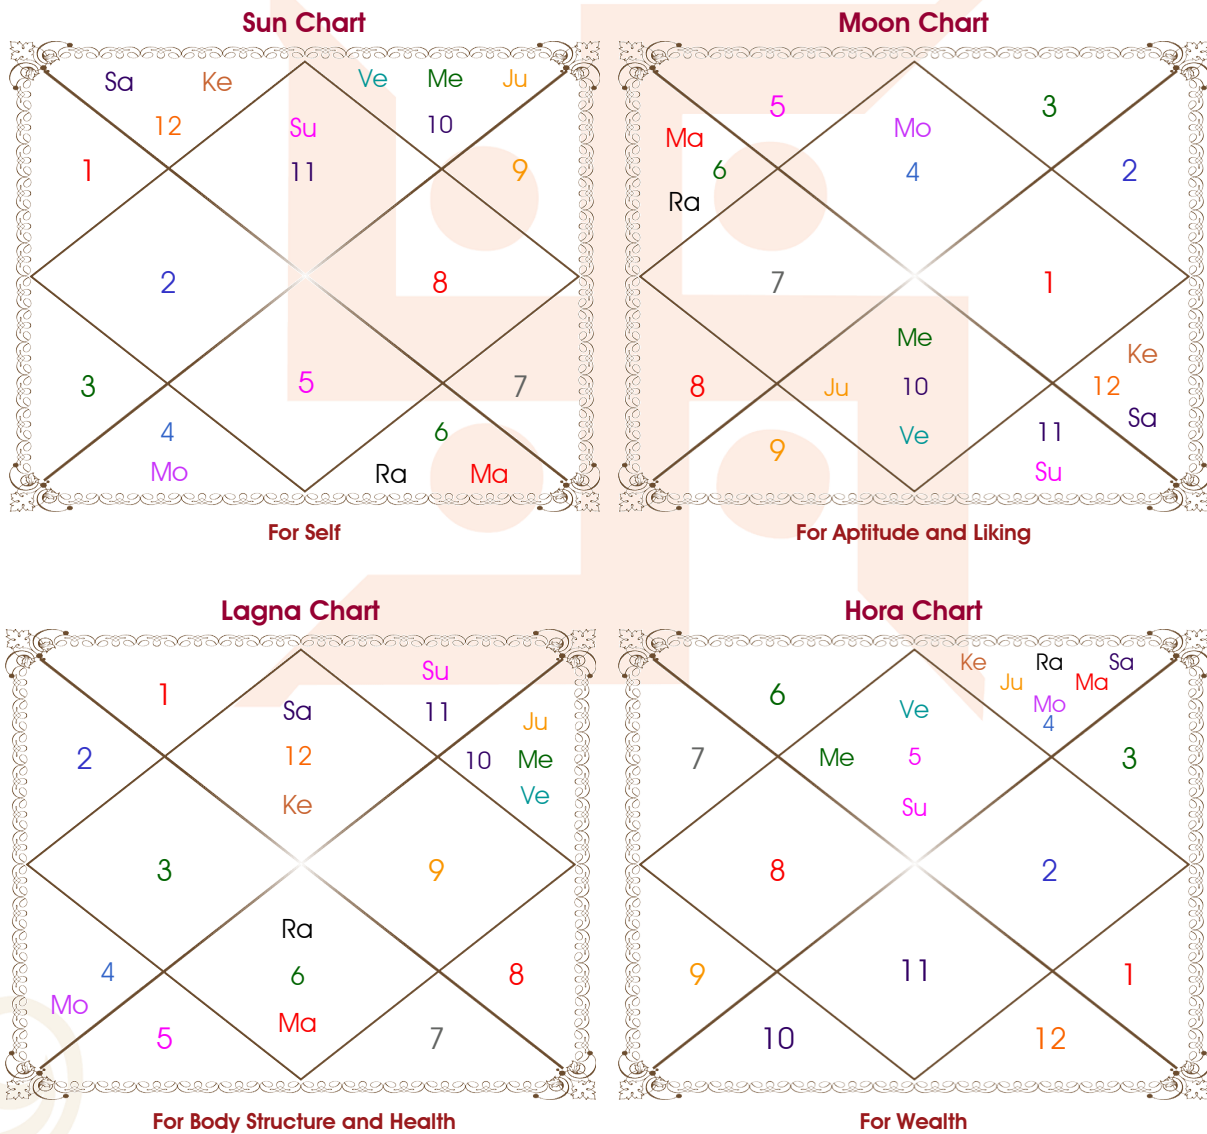 Sun Chart
Sa Ke Ve Me Ju
12 Su 10
1 11 9
2 8
3 5 7
4 6
Mo Ra Ma
For Self
Moon Chart
5 3
Ma Mo
6 4 2
Ra
7 1
Me
Ke
8 Ju 10 12
Sa
9 Ve 11
Su
For Aptitude and Liking
Lagna Chart
Su
1
Sa 11
Ju
2 12 10 Me
Ve
Ke
3 9
Ra
4 6 8
Mo
Ma
5 7
For Body Structure and Health
Hora Chart
Ke Ra Sa
Ju Ma
6 Mo
Ve 4
7 Me 5 3
Su
8 2
9 11 1
10 12
For Wealth